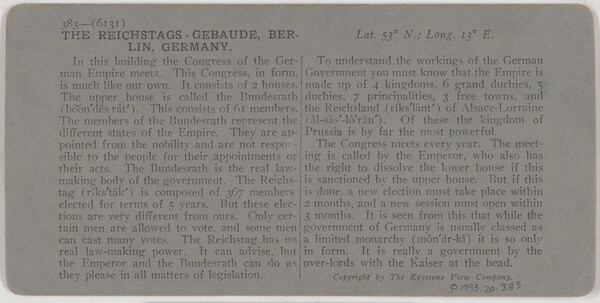 383—(6131)
THE REICHSTAGS-GEBAUDE, BER-
LIN, GERMANY.
Lat. 53° N.; Long. 13° E.
In this building the Congress of the Ger-
man Empire meets. This Congress, in form,
is much like our own. It consists of 2 houses.
The upper house is called the Bundesrath
(bo͝on'dĕs rät'). This consists of 61 members.
The members of the Bundesrath represent the
different states of the Empire. They are ap-
pointed from the nobility and are not respon-
sible to the people for their appointments or
their acts. The Bundesrath is the real law-
making body of the government. The Reichs-
tag (rīks'täk') is composed of 367 members
elected for terms of 5 years. But these elec-
tions are very different from ours. Only cer-
tain men are allowed to vote, and some men
can cast many votes. The Reichstag has no
real law-making power. It can advise, but
the Emperor and the Bundesrath can do as
they please in all matters of legislation.
To understand the workings of the German
Government you must know that the Empire is
made up of 4 kingdoms, 6 grand duchies, 5
duchies, 7 principalities, 3 free towns, and
the Reichsland (rīks'länt') of Alsace-Lorraine
(ăl-sās'-lô'rān'). Of these the kingdom of
Prussia is by far the most powerful.
The Congress meets every year. The meet-
ing is called by the Emperor, who also has
the right to dissolve the lower house if this
is sanctioned by the upper house. But if this
is done, a new election must take place within
2 months, and a new session must open within
3 months. It is seen from this that while the
government of Germany is usually classed as
a limited monarchy (mŏn'ár-kĭ) it is so only
in form. It is really a government by the
over-lords with the Kaiser at the head.
Copyright by The Keystone View Company.
P.1993.20.383